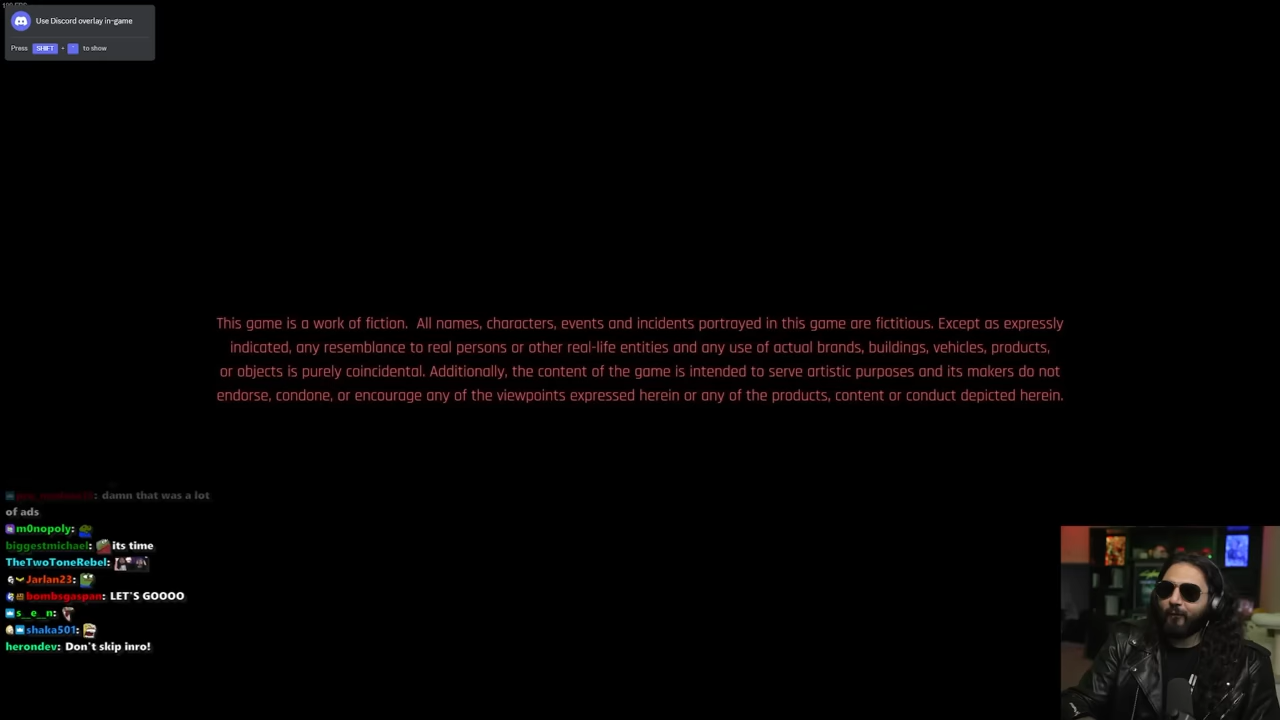 Use Discord overlay in-game
Press SHIFT + ` to show
This game is a work of fiction.  All names, characters, events and incidents portrayed in this game are fictitious. Except as expressly
indicated, any resemblance to real persons or other real-life entities and any use of actual brands, buildings, vehicles, products,
or objects is purely coincidental. Additionally, the content of the game is intended to serve artistic purposes and its makers do not
endorse, condone, or encourage any of the viewpoints expressed herein or any of the products, content or conduct depicted herein.
: damn that was a lot
of ads
m0nopoly:
biggestmichael: its time
TheTwoToneRebel:
Jarlan23:
bombsgaspan: LET'S GOOOO
s__e__n:
shaka501:
herondev: Don't skip inro!